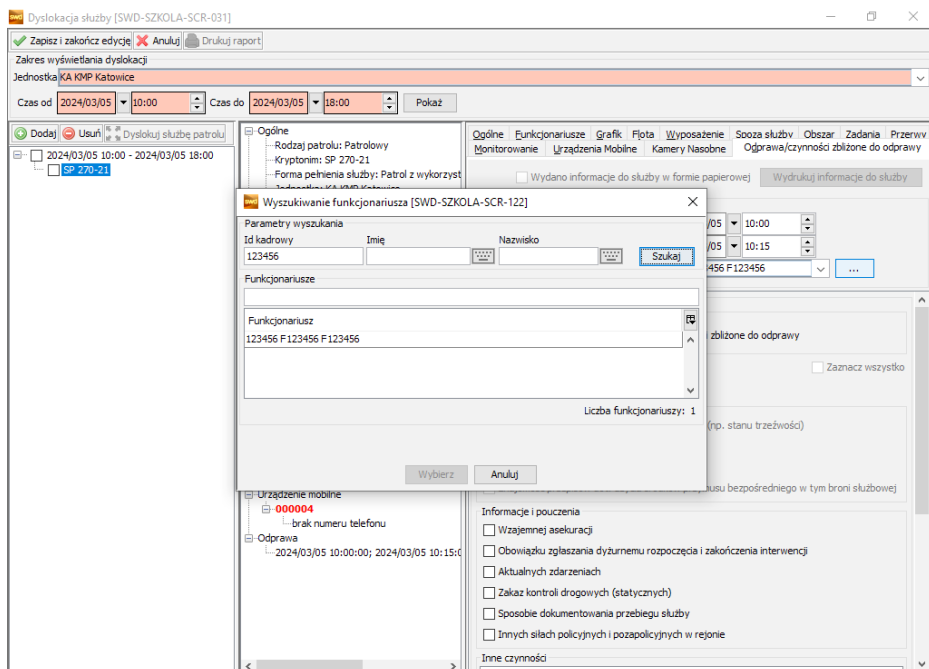 Dyslokacja służby [SWD-SZKOLA-SCR-031]
Zapisz i zakończ edycję Anuluj Drukuj raport
Zakres wyświetlania dyslokacji
Jednostka KA KMP Katowice
Czas od 2024/03/05 10:00 Czas do 2024/03/05 18:00 Pokaż
Dodaj Usuń Dyslokuj służbę patrolu
2024/03/05 10:00 - 2024/03/05 18:00
SP 270-21
Ogólne
Rodzaj patrolu: Patrolowy
Kryptonim: SP 270-21
Forma pełnienia służby: Patrol z wykorzyst
Jednostka: KA KMP Katowice
Ogólne Funkcjonariusze Grafik Flota Wyposażenie Spoza służby Obszar Zadania Przerwy
Monitorowanie Urządzenia Mobilne Kamery Nasobne Odprawa/czynności zbliżone do odprawy
Wydano informacje do służby w formie papierowej Wydrukuj informacje do służby
/05 10:00
/05 10:15
456 F123456 ...
Wyszukiwanie funkcjonariusza [SWD-SZKOLA-SCR-122]
Parametry wyszukania
Id kadrowy Imię Nazwisko
123456 Szukaj
Funkcjonariusze
Funkcjonariusz
123456 F123456 F123456
Liczba funkcjonariuszy: 1
Wybierz Anuluj
zbliżone do odprawy
Zaznacz wszystko
(np. stanu trzeźwości)
bezpośredniego w tym broni służbowej
Urządzenie mobilne
000004
brak numeru telefonu
Odprawa
2024/03/05 10:00:00; 2024/03/05 10:15:0
Informacje i pouczenia
Wzajemnej asekuracji
Obowiązku zgłaszania dyżurnemu rozpoczęcia i zakończenia interwencji
Aktualnych zdarzeniach
Zakaz kontroli drogowych (statycznych)
Sposobie dokumentowania przebiegu służby
Innych siłach policyjnych i pozapolicyjnych w rejonie
Inne czynności